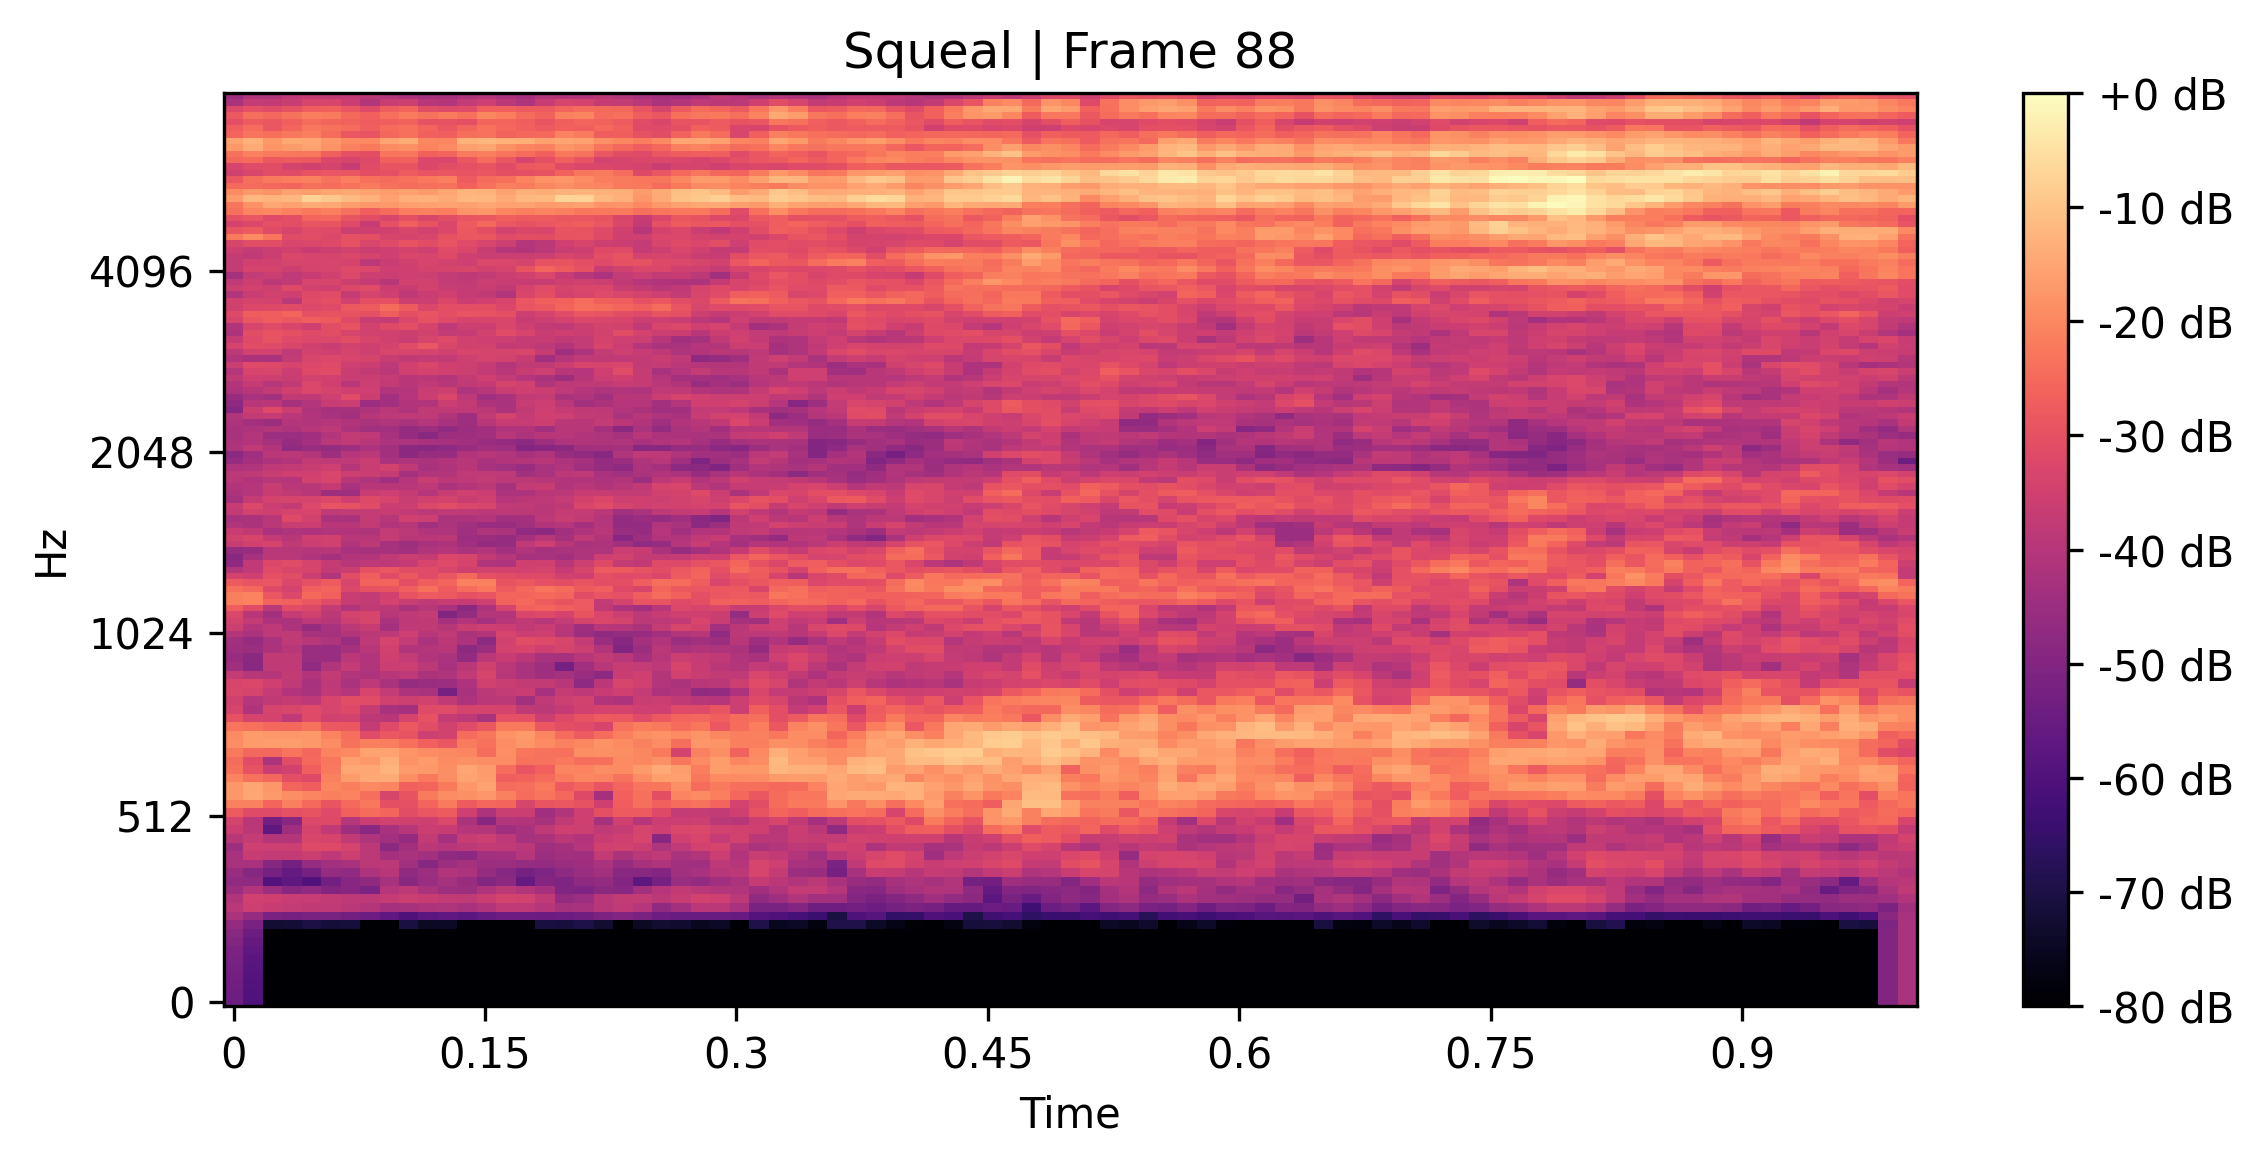 Squeal | Frame 88
+0 dB
-10 dB
-20 dB
-30 dB
-40 dB
-50 dB
-60 dB
-70 dB
-80 dB
Hz
4096
2048
1024
512
0
0 0.15 0.3 0.45 0.6 0.75 0.9
Time